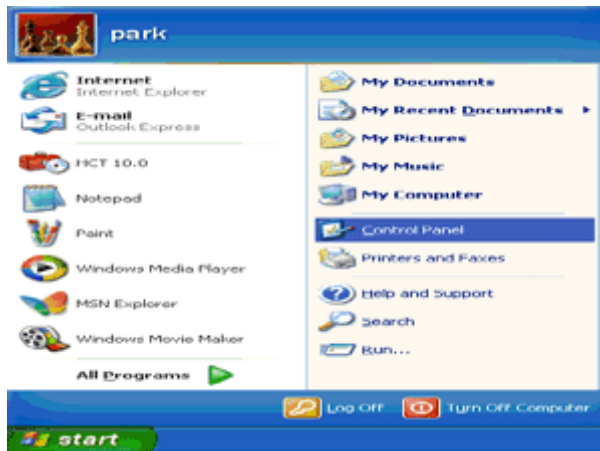 park
Internet
Internet Explorer
E-mail
Outlook Express
HCT 10.0
Notepad
Paint
Windows Media Player
MSN Explorer
Windows Movie Maker
All Programs
My Documents
My Recent Documents
My Pictures
My Music
My Computer
Control Panel
Printers and Faxes
Help and Support
Search
Run...
Log Off
Turn Off Computer
start